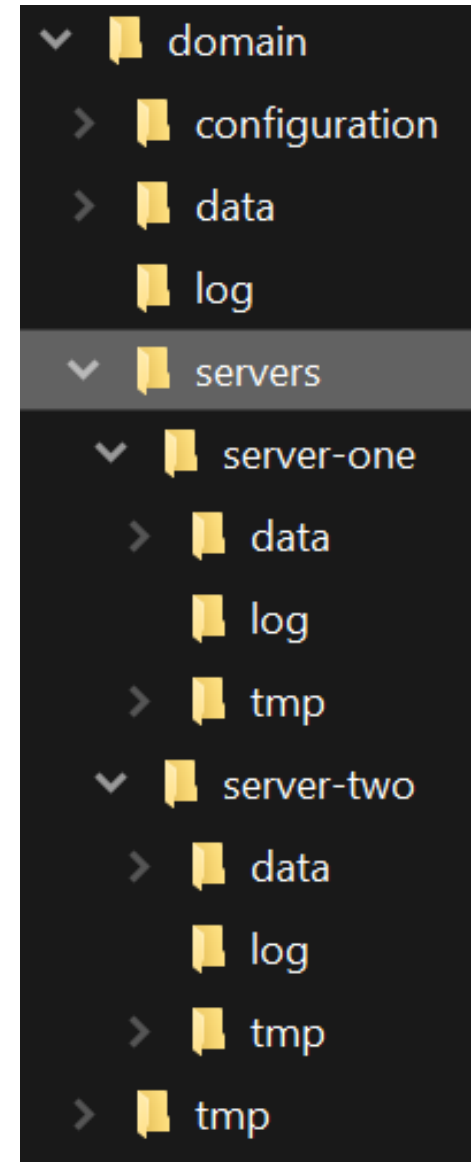 domain
configuration
data
log
servers
server-one
data
log
tmp
server-two
data
log
tmp
tmp